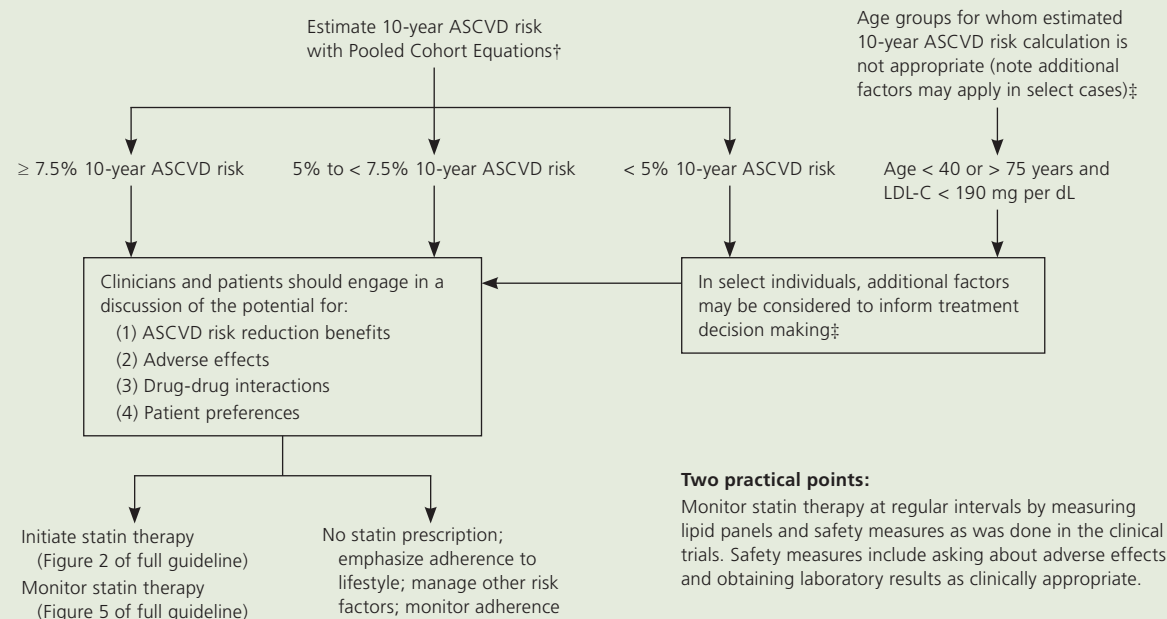 Estimate 10-year ASCVD risk
with Pooled Cohort Equations†
Age groups for whom estimated
10-year ASCVD risk calculation is
not appropriate (note additional
factors may apply in select cases)‡
≥ 7.5% 10-year ASCVD risk
5% to < 7.5% 10-year ASCVD risk
< 5% 10-year ASCVD risk
Age < 40 or > 75 years and
LDL-C < 190 mg per dL
Clinicians and patients should engage in a
discussion of the potential for:
(1) ASCVD risk reduction benefits
(2) Adverse effects
(3) Drug-drug interactions
(4) Patient preferences
In select individuals, additional factors
may be considered to inform treatment
decision making‡
Initiate statin therapy
(Figure 2 of full guideline)
Monitor statin therapy
(Figure 5 of full guideline)
No statin prescription;
emphasize adherence to
lifestyle; manage other risk
factors; monitor adherence
Two practical points:
Monitor statin therapy at regular intervals by measuring
lipid panels and safety measures as was done in the clinical
trials. Safety measures include asking about adverse effects
and obtaining laboratory results as clinically appropriate.